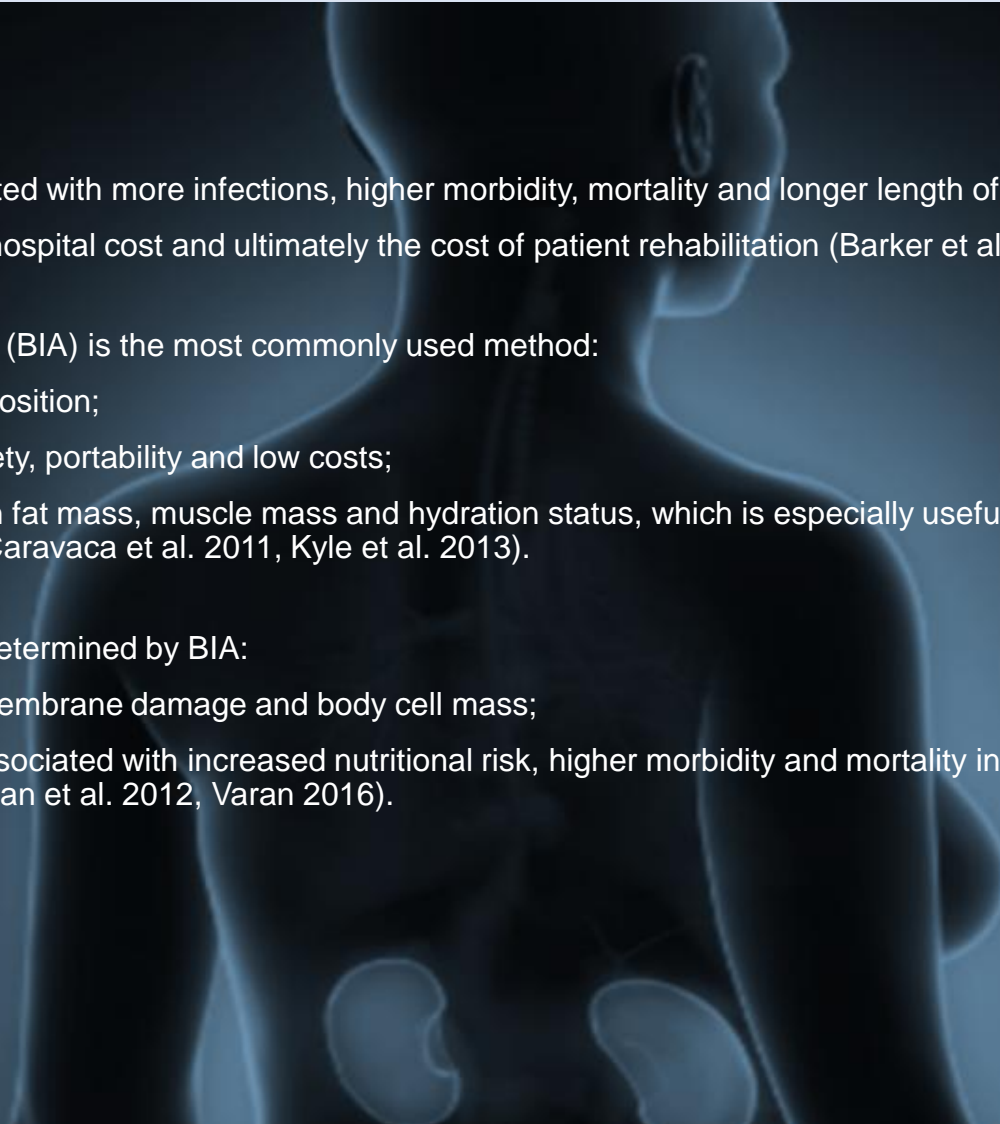 ted with more infections, higher morbidity, mortality and longer length of
ospital cost and ultimately the cost of patient rehabilitation (Barker et al
(BIA) is the most commonly used method:
osition;
ety, portability and low costs;
fat mass, muscle mass and hydration status, which is especially usefu
Caravaca et al. 2011, Kyle et al. 2013).
etermined by BIA:
embrane damage and body cell mass;
sociated with increased nutritional risk, higher morbidity and mortality in
an et al. 2012, Varan 2016).